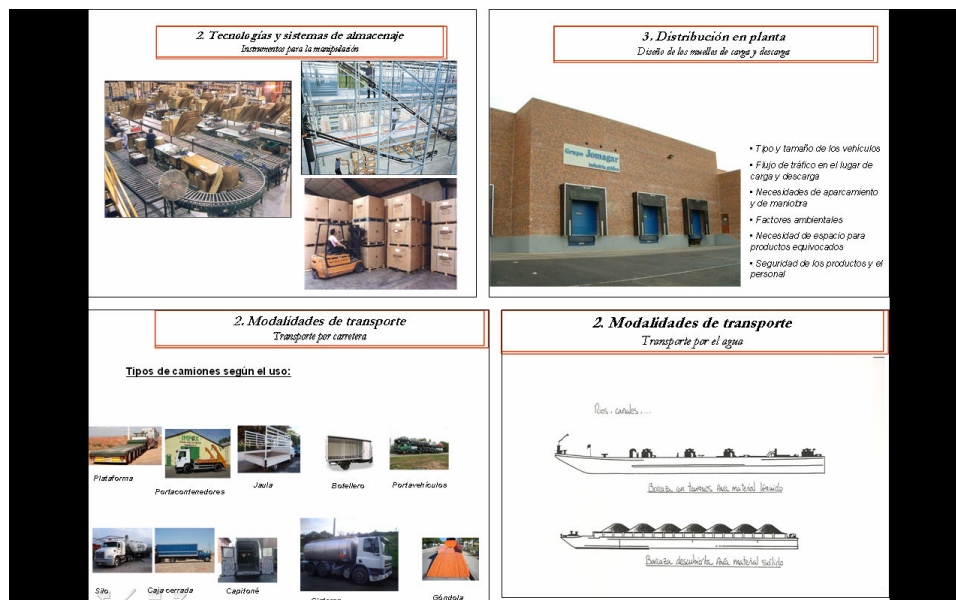 2. Tecnologías y sistemas de almacenaje
Instrumentos para la manipulación
3. Distribución en planta
Diseño de los muelles de carga y descarga
Grupo Jomagar
industria gráfica
• Tipo y tamaño de los vehículos
• Flujo de tráfico en el lugar de
carga y descarga
• Necesidades de aparcamiento
y de maniobra
• Factores ambientales
• Necesidad de espacio para
productos equivocados
• Seguridad de los productos y el
personal
2. Modalidades de transporte
Transporte por carretera
Tipos de camiones según el uso:
Plataforma
Portacontenedores
Jaula
Botellero
Portavehículos
Silo
Caja cerrada
Capitoné
Cisterna
Góndola
2. Modalidades de transporte
Transporte por el agua
Ríos, canales,...
Barcaza con tanques para material líquido
Barcaza descubierta para material sólido